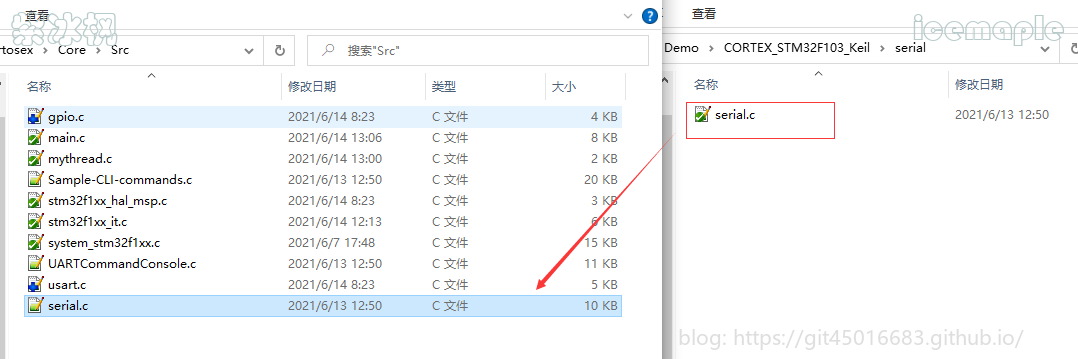 查看
紫冰枫
rtosex > Core > Src
搜索"Src"
名称 修改日期 类型 大小
gpio.c 2021/6/14 8:23 C 文件 4 KB
main.c 2021/6/14 13:06 C 文件 8 KB
mythread.c 2021/6/14 13:00 C 文件 2 KB
Sample-CLI-commands.c 2021/6/13 12:50 C 文件 20 KB
stm32f1xx_hal_msp.c 2021/6/14 8:23 C 文件 3 KB
stm32f1xx_it.c 2021/6/14 12:13 C 文件 6 KB
system_stm32f1xx.c 2021/6/7 17:48 C 文件 15 KB
UARTCommandConsole.c 2021/6/13 12:50 C 文件 11 KB
usart.c 2021/6/14 8:23 C 文件 5 KB
serial.c 2021/6/13 12:50 C 文件 10 KB
查看
icemaple
Demo > CORTEX_STM32F103_Keil > serial
名称 修改日期
serial.c 2021/6/13 12:50
blog: https://git45016683.github.io/